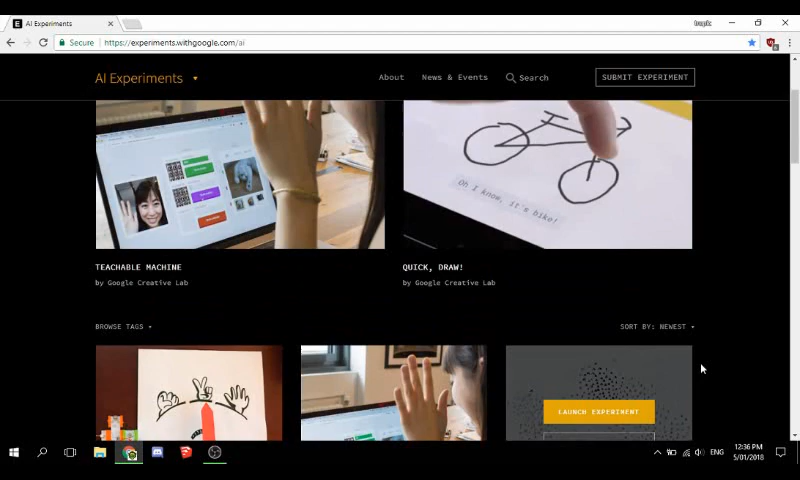 AI Experiments
tropik
Secure
https://experiments.withgoogle.com/ai
AI Experiments
About
News & Events
Search
SUBMIT EXPERIMENT
Oh I know, it's bike!
TEACHABLE MACHINE
QUICK, DRAW!
by Google Creative Lab
by Google Creative Lab
BROWSE TAGS
SORT BY: NEWEST
LAUNCH EXPERIMENT
ENG
12:36 PM
5/01/2018